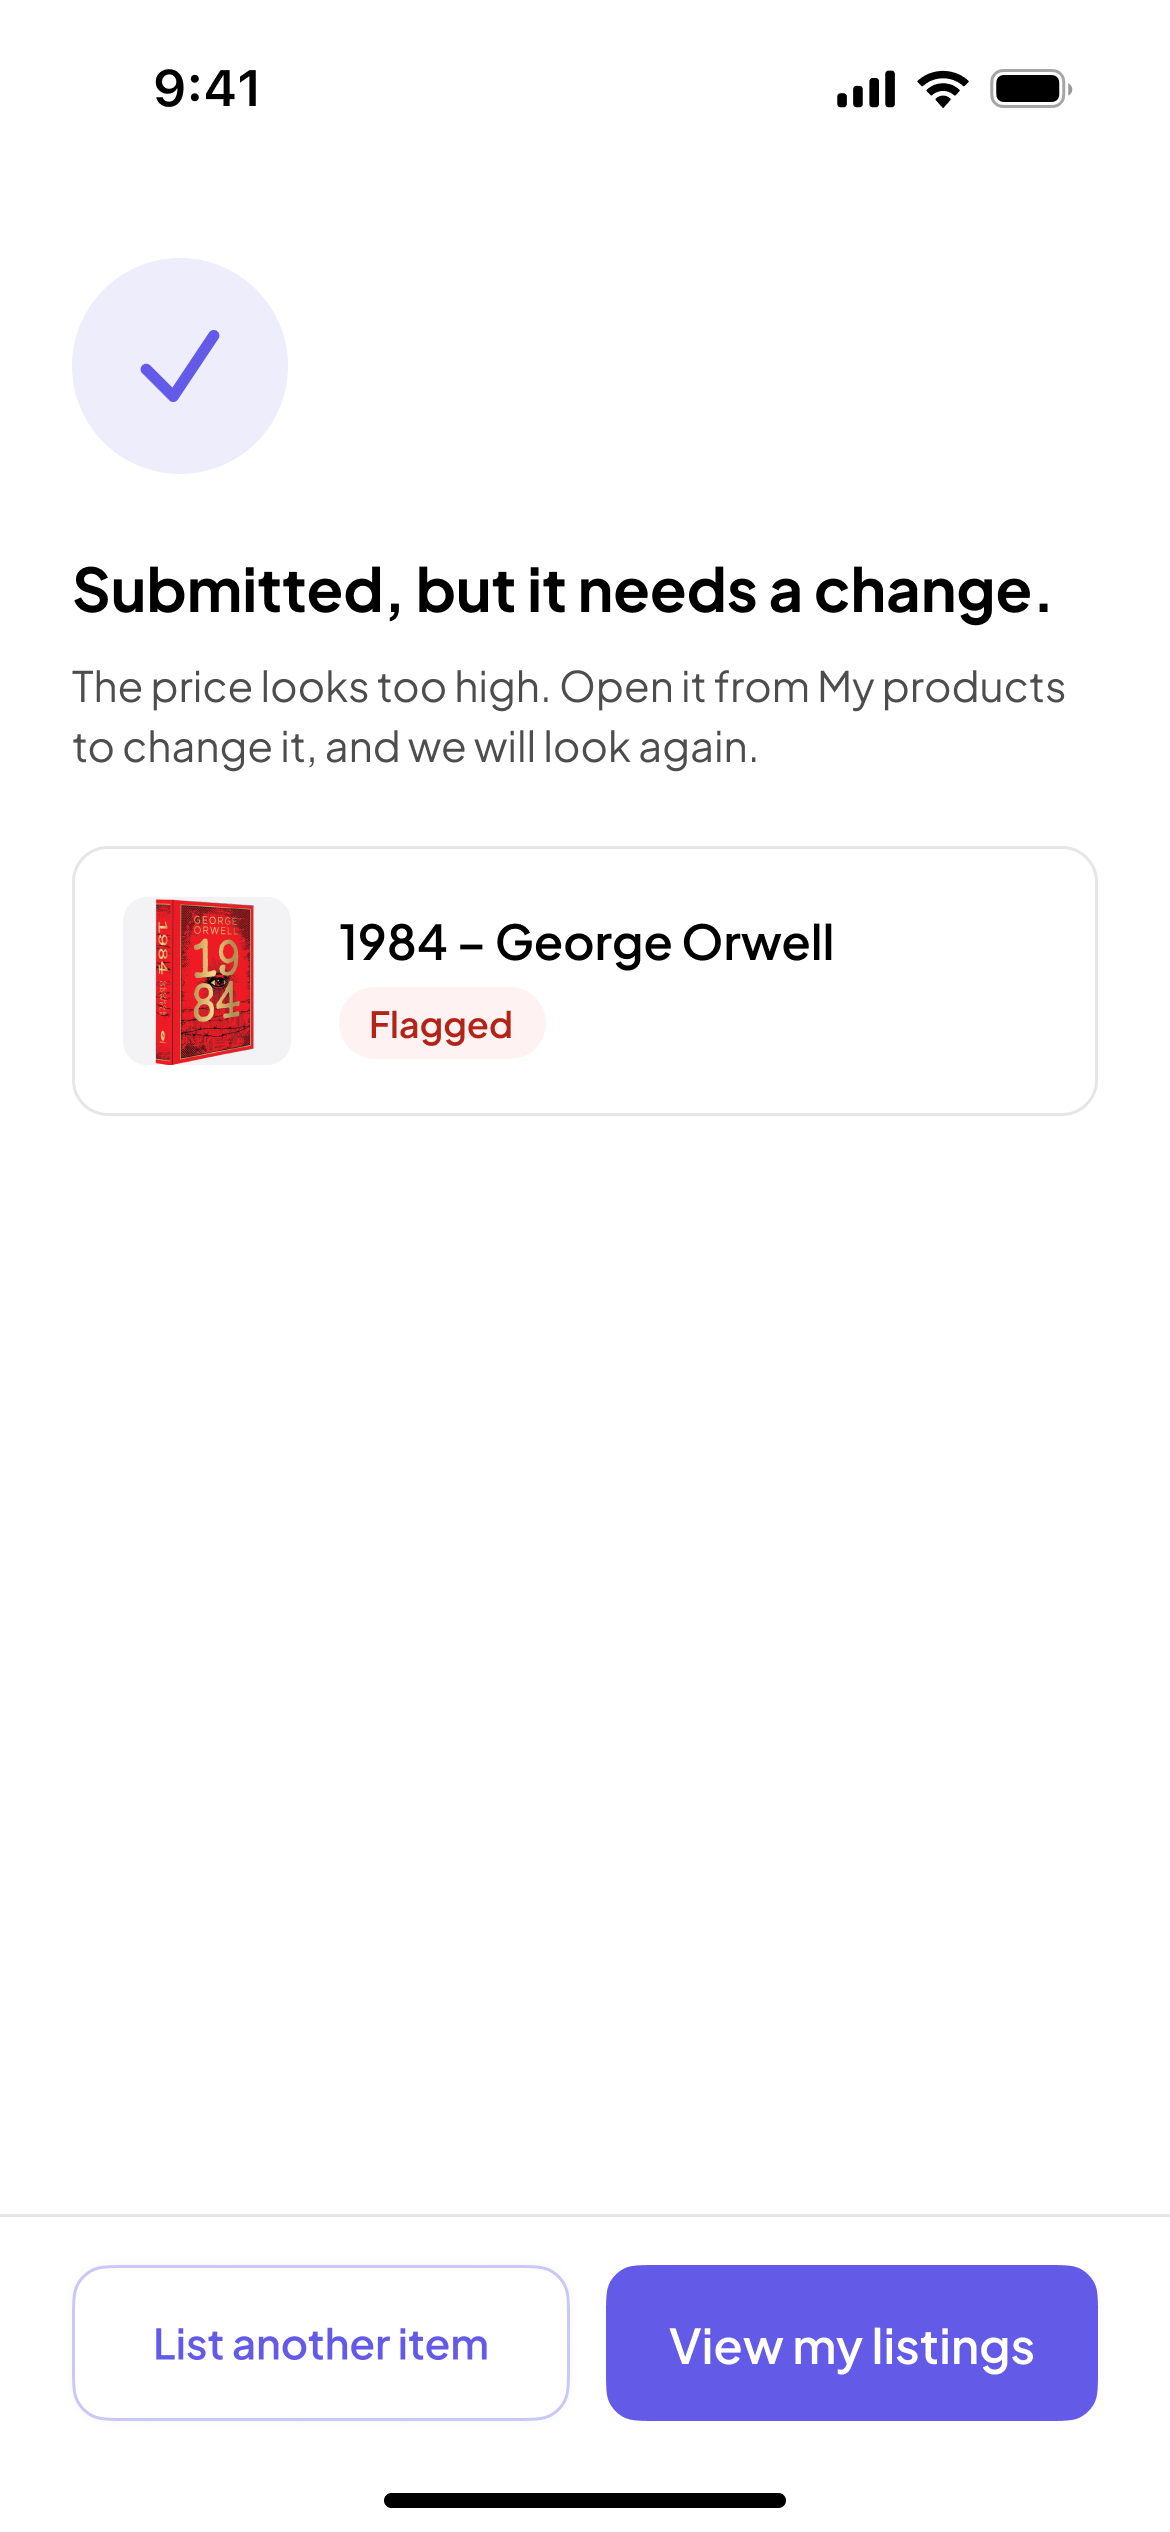 9:41
Submitted, but it needs a change.
The price looks too high. Open it from My products
to change it, and we will look again.
1984
GEORGE
ORWELL
19
84
1984 – George Orwell
Flagged
List another item
View my listings